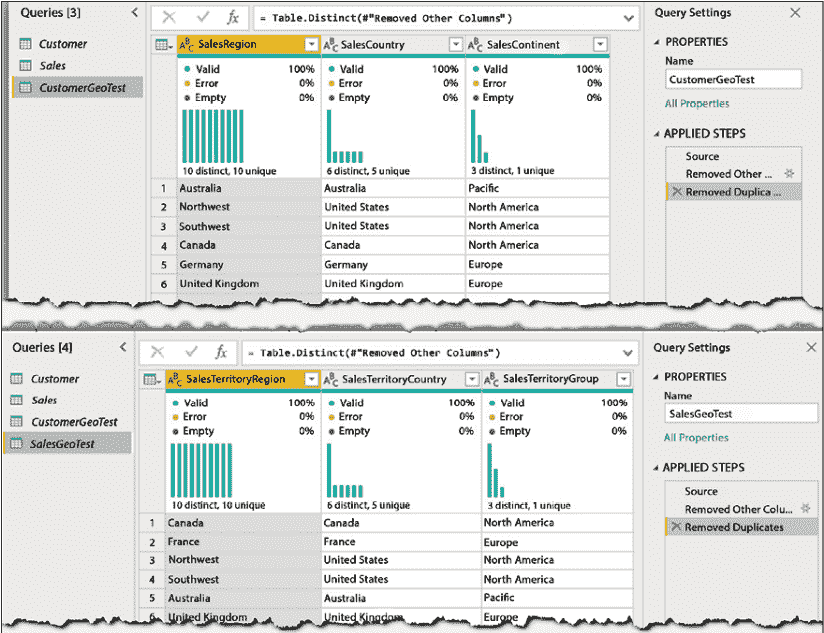 Queries [3]
= Table.Distinct(#"Removed Other Columns")
Query Settings
Customer
Sales
CustomerGeoTest
SalesRegion SalesCountry SalesContinent
Valid 100% Valid 100% Valid 100%
Error 0% Error 0% Error 0%
Empty 0% Empty 0% Empty 0%
10 distinct, 10 unique 6 distinct, 5 unique 3 distinct, 1 unique
1 Australia Australia Pacific
2 Northwest United States North America
3 Southwest United States North America
4 Canada Canada North America
5 Germany Germany Europe
6 United Kingdom United Kingdom Europe
PROPERTIES
Name
CustomerGeoTest
All Properties
APPLIED STEPS
Source
Removed Other ...
Removed Duplica ...
Queries [4]
= Table.Distinct(#"Removed Other Columns")
Query Settings
Customer
Sales
CustomerGeoTest
SalesGeoTest
SalesTerritoryRegion SalesTerritoryCountry SalesTerritoryGroup
Valid 100% Valid 100% Valid 100%
Error 0% Error 0% Error 0%
Empty 0% Empty 0% Empty 0%
10 distinct, 10 unique 6 distinct, 5 unique 3 distinct, 1 unique
1 Canada Canada North America
2 France France Europe
3 Northwest United States North America
4 Southwest United States North America
5 Australia Australia Pacific
6 United Kingdom United Kingdom Europe
PROPERTIES
Name
SalesGeoTest
All Properties
APPLIED STEPS
Source
Removed Other Colu...
Removed Duplicates